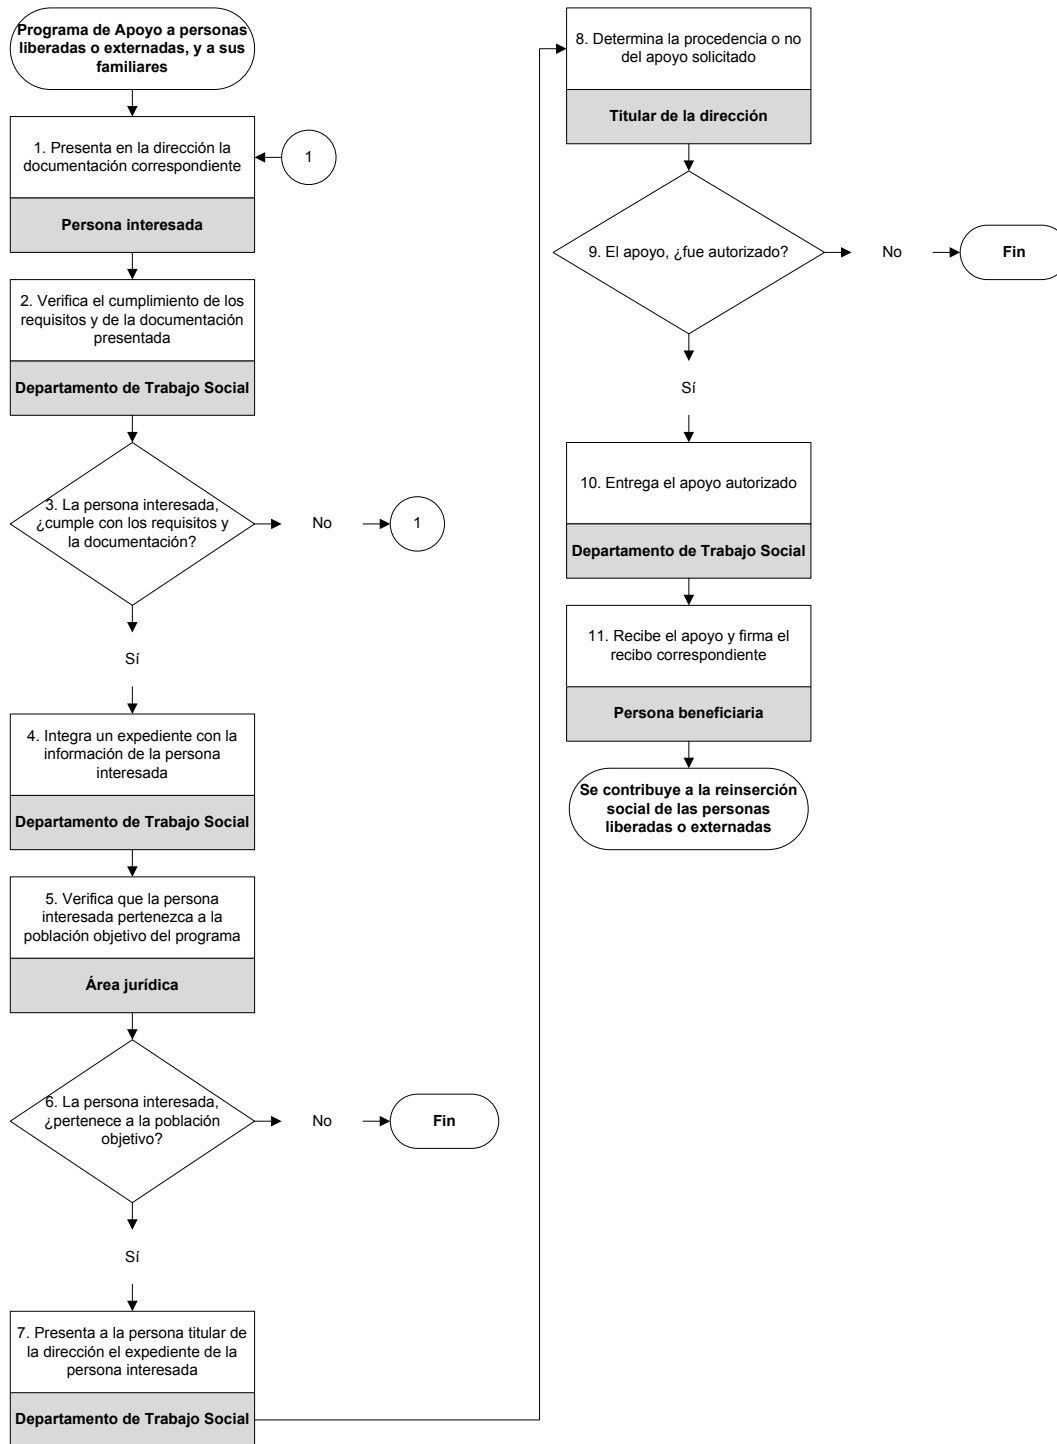 Programa de Apoyo a personas
liberadas o externadas, y a sus
familiares
1. Presenta en la dirección la
documentación correspondiente
1
Persona interesada
2. Verifica el cumplimiento de los
requisitos y de la documentación
presentada
Departamento de Trabajo Social
3. La persona interesada,
¿cumple con los requisitos y
la documentación?
No
1
Sí
4. Integra un expediente con la
información de la persona
interesada
Departamento de Trabajo Social
5. Verifica que la persona
interesada pertenezca a la
población objetivo del programa
Área jurídica
6. La persona interesada,
¿pertenece a la población
objetivo?
No
Fin
Sí
7. Presenta a la persona titular de
la dirección el expediente de la
persona interesada
Departamento de Trabajo Social
8. Determina la procedencia o no
del apoyo solicitado
Titular de la dirección
9. El apoyo, ¿fue autorizado?
No
Fin
Sí
10. Entrega el apoyo autorizado
Departamento de Trabajo Social
11. Recibe el apoyo y firma el
recibo correspondiente
Persona beneficiaria
Se contribuye a la reinserción
social de las personas
liberadas o externadas